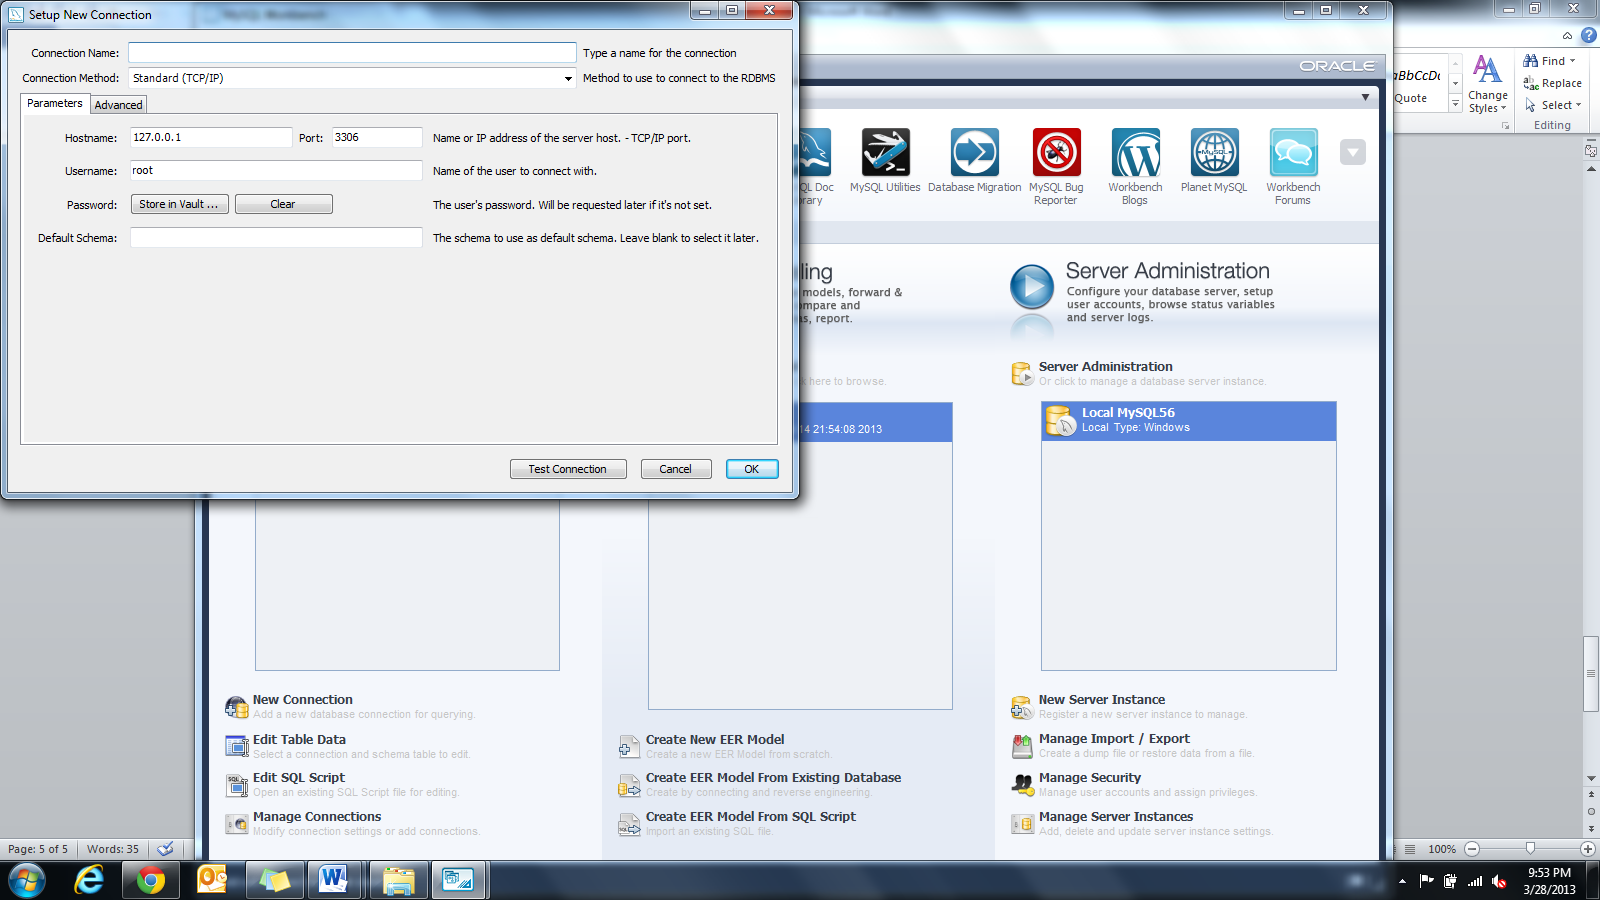 Setup New Connection
Connection Name:
Type a name for the connection
Connection Method:
Standard (TCP/IP)
Method to use to connect to the RDBMS
Parameters
Advanced
Hostname:
127.0.0.1
Port:
3306
Name or IP address of the server host. - TCP/IP port.
Username:
root
Name of the user to connect with.
Password:
Store in Vault ...
Clear
The user's password. Will be requested later if it's not set.
Default Schema:
The schema to use as default schema. Leave blank to select it later.
Test Connection
Cancel
OK
ORACLE
QL Doc
rary
MySQL Utilities
Database Migration
MySQL Bug
Reporter
Workbench
Blogs
MySQL
Planet MySQL
Workbench
Forums
ling
models, forward &
ompare and
as, report.
k here to browse.
14 21:54:08 2013
Server Administration
Configure your database server, setup
user accounts, browse status variables
and server logs.
Server Administration
Or click to manage a database server instance.
Local MySQL56
Local Type: Windows
New Connection
Add a new database connection for querying.
Edit Table Data
Select a connection and schema table to edit.
SQL
Edit SQL Script
Open an existing SQL Script file for editing.
Manage Connections
Modify connection settings or add connections.
Create New EER Model
Create a new EER Model from scratch.
Create EER Model From Existing Database
Create by connecting and reverse engineering.
SQL
Create EER Model From SQL Script
Import an existing SQL file.
New Server Instance
Register a new server instance to manage.
Manage Import / Export
Create a dump file or restore data from a file.
Manage Security
Manage user accounts and assign privileges.
Manage Server Instances
Add, delete and update server instance settings.
aBbCcDc
Quote
Change
Styles
Find
Replace
Select
Editing
Page: 5 of 5
Words: 35
100%
9:53 PM
3/28/2013